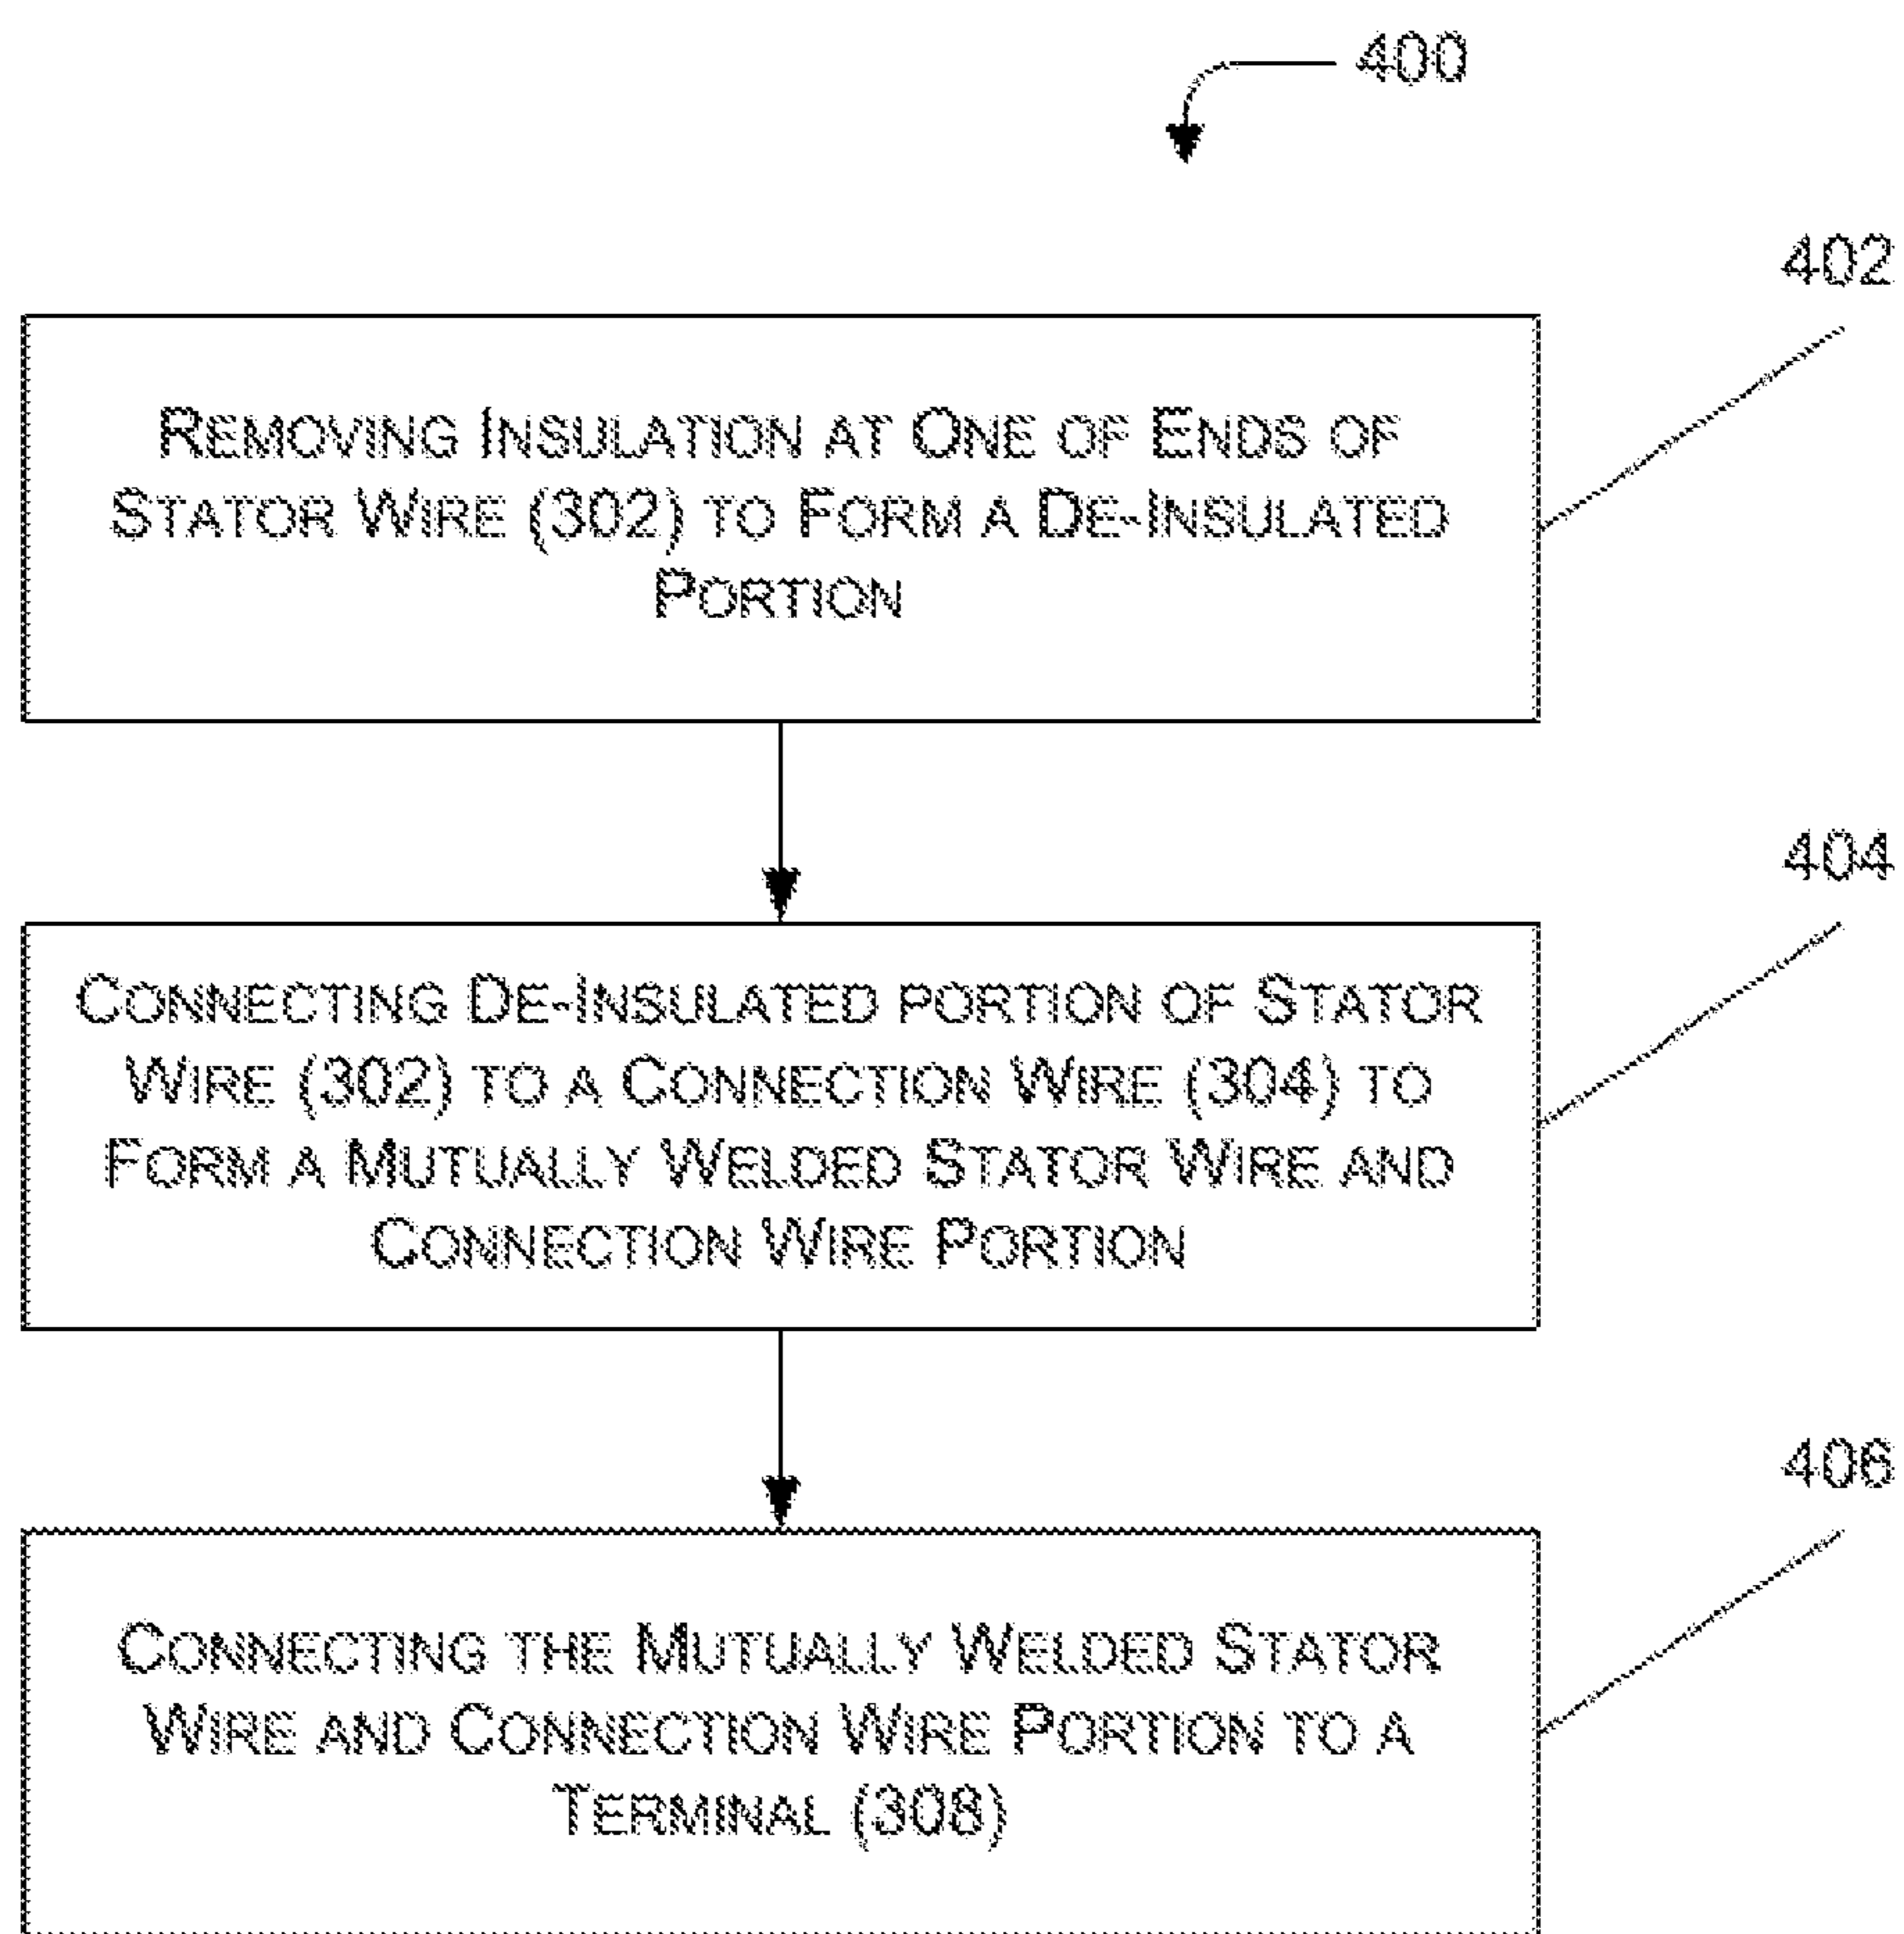 400
402
REMOVING INSULATION AT ONE OF ENDS OF
STATOR WIRE (302) TO FORM A DE-INSULATED
PORTION
404
CONNECTING DE-INSULATED PORTION OF STATOR
WIRE (302) TO A CONNECTION WIRE (304) TO
FORM A MUTUALLY WELDED STATOR WIRE AND
CONNECTION WIRE PORTION
406
CONNECTING THE MUTUALLY WELDED STATOR
WIRE AND CONNECTION WIRE PORTION TO A
TERMINAL (308)